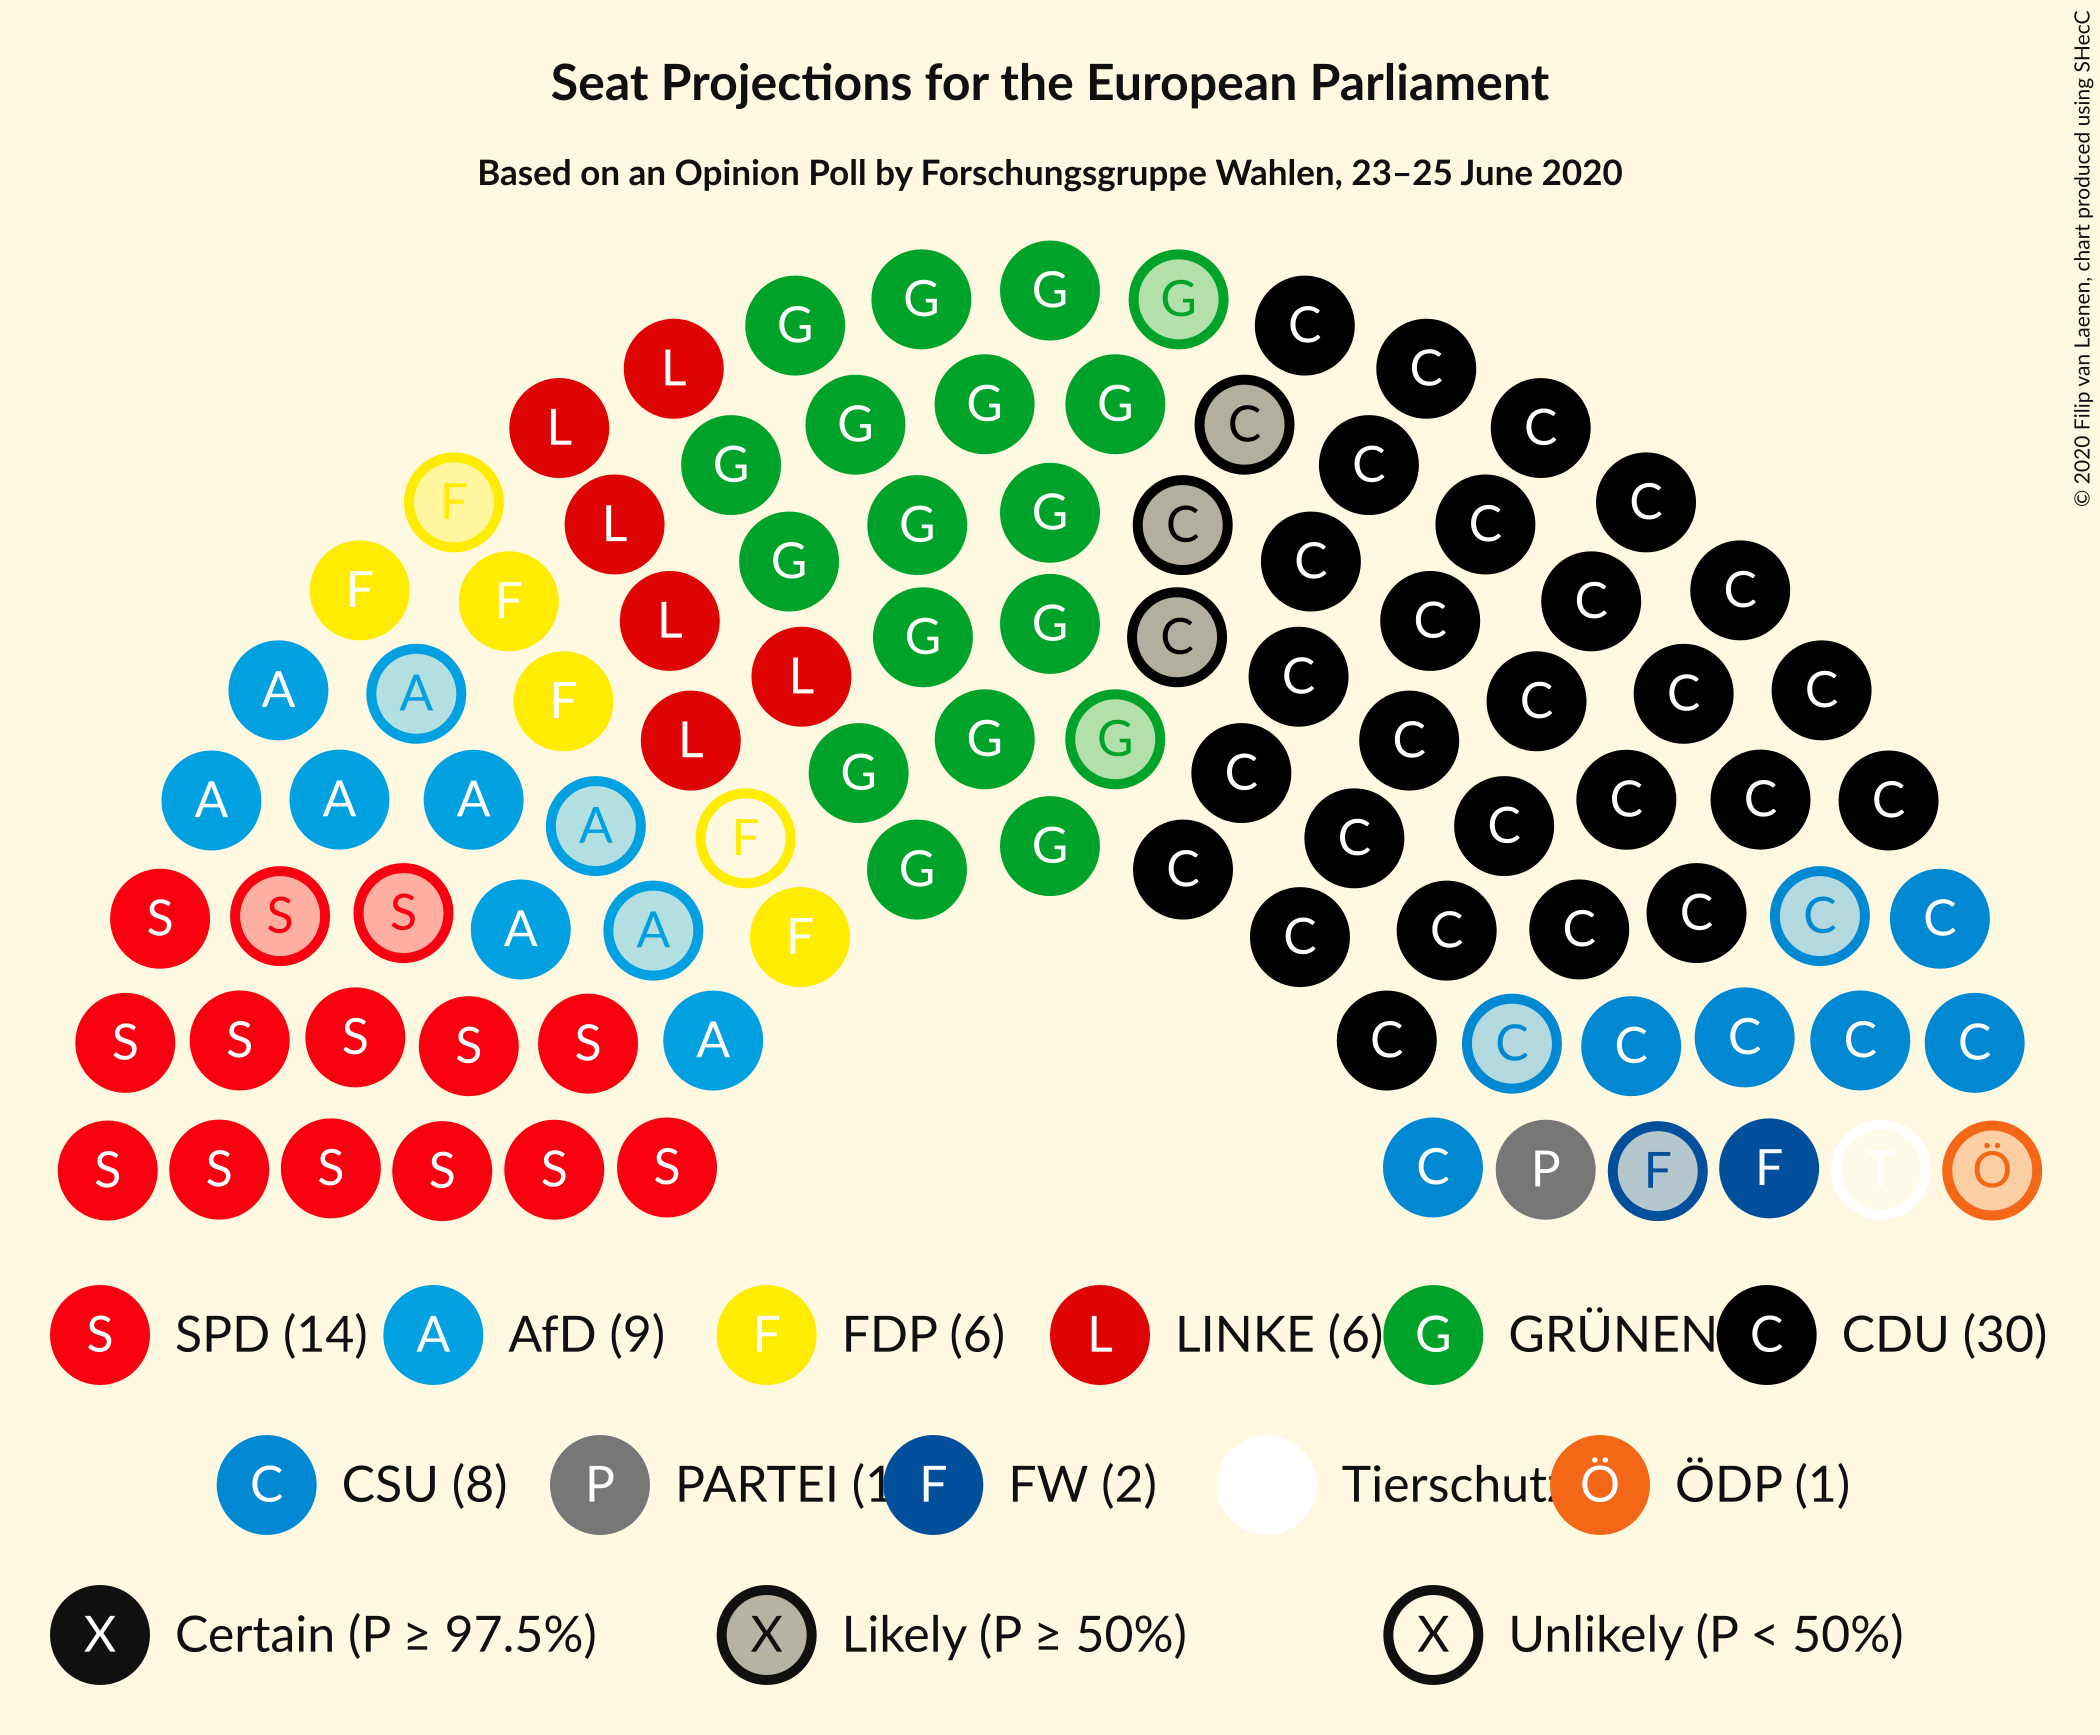 Seat Projections for the European Parliament
Based on an Opinion Poll by Forschungsgruppe Wahlen, 23–25 June 2020
© 2020 Filip van Laenen, chart produced using SHecC
G G G G C
L G G C
L G C C
G C
F L G G C C C
G C
F F L G G C C C C
A A F L C C C C
L G G C
A A A A F G C C C C C C
S S S A A F G G C C C C C C C
S S S S S A C C C C C C
S S S S S S C P F F T Ö
S SPD (14) A AfD (9) F FDP (6) L LINKE (6) G GRÜNEN C CDU (30)
C CSU (8) P PARTEI (1 F FW (2) Tierschutz Ö ÖDP (1)
X Certain (P ≥ 97.5%) X Likely (P ≥ 50%) X Unlikely (P < 50%)